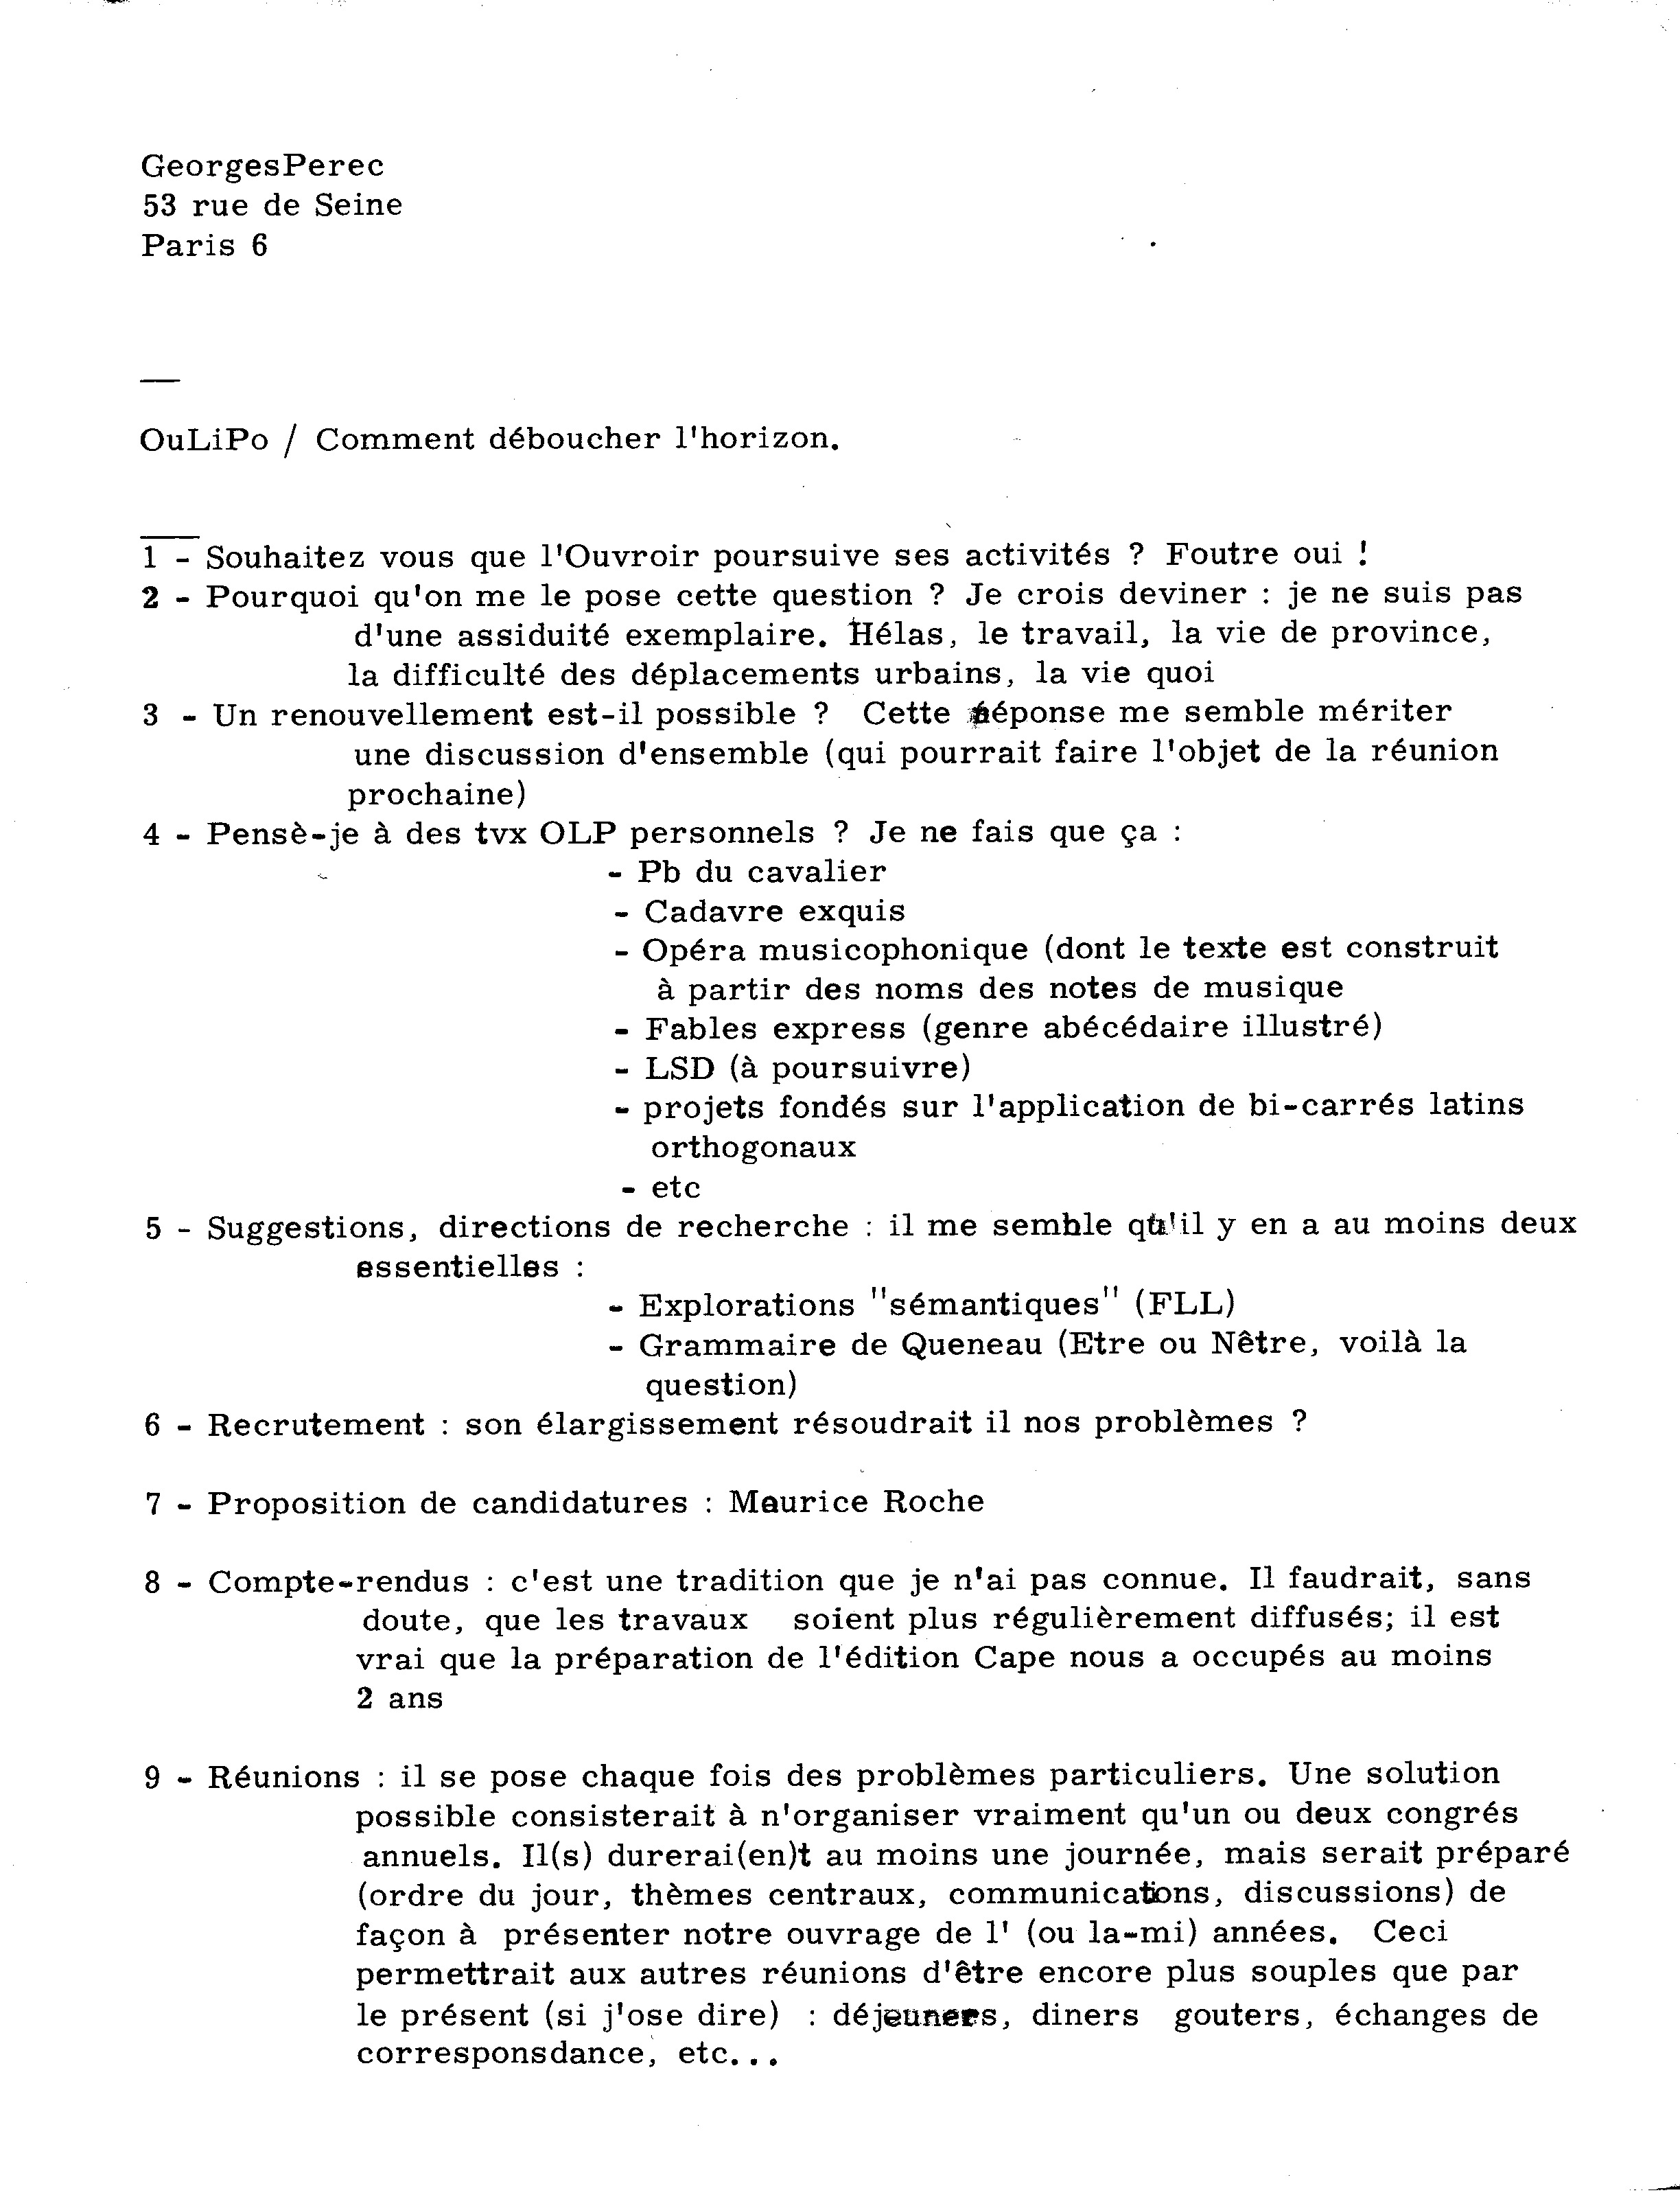 GeorgesPerec
53 rue de Seine
Paris 6
—
OuLiPo / Comment déboucher l'horizon.
1 - Souhaitez vous que l'Ouvroir poursuive ses activités ? Foutre oui !
2 - Pourquoi qu'on me le pose cette question ? Je crois deviner : je ne suis pas
d'une assiduité exemplaire. Hélas, le travail, la vie de province,
la difficulté des déplacements urbains, la vie quoi
3 - Un renouvellement est-il possible ? Cette réponse me semble mériter
une discussion d'ensemble (qui pourrait faire l'objet de la réunion
prochaine)
4 - Pensè-je à des tvx OLP personnels ? Je ne fais que ça :
- Pb du cavalier
- Cadavre exquis
- Opéra musicophonique (dont le texte est construit
à partir des noms des notes de musique
- Fables express (genre abécédaire illustré)
- LSD (à poursuivre)
- projets fondés sur l'application de bi-carrés latins
orthogonaux
- etc
5 - Suggestions, directions de recherche : il me semble qu'il y en a au moins deux
essentielles :
- Explorations "sémantiques" (FLL)
- Grammaire de Queneau (Etre ou Nêtre, voilà la
question)
6 - Recrutement : son élargissement résoudrait il nos problèmes ?
7 - Proposition de candidatures : Maurice Roche
8 - Compte-rendus : c'est une tradition que je n'ai pas connue. Il faudrait, sans
doute, que les travaux soient plus régulièrement diffusés; il est
vrai que la préparation de l'édition Cape nous a occupés au moins
2 ans
9 - Réunions : il se pose chaque fois des problèmes particuliers. Une solution
possible consisterait à n'organiser vraiment qu'un ou deux congrés
annuels. Il(s) durerai(en)t au moins une journée, mais serait préparé
(ordre du jour, thèmes centraux, communications, discussions) de
façon à présenter notre ouvrage de l' (ou la-mi) années. Ceci
permettrait aux autres réunions d'être encore plus souples que par
le présent (si j'ose dire) : déjeuners, diners gouters, échanges de
corresponsdance, etc...